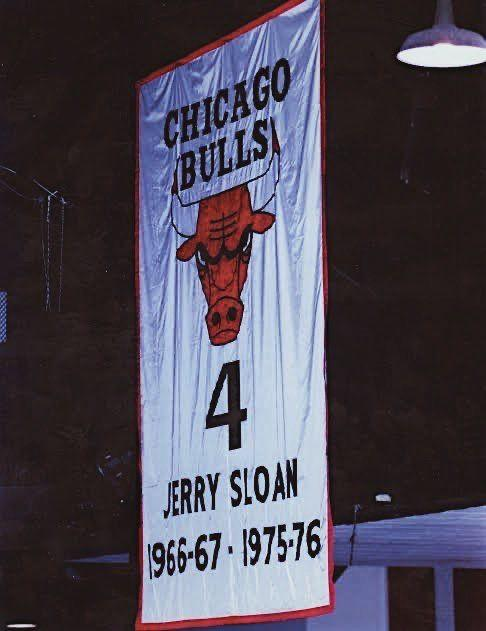 CHICAGO
BULLS
4
JERRY SLOAN
1966-67 - 1975-76